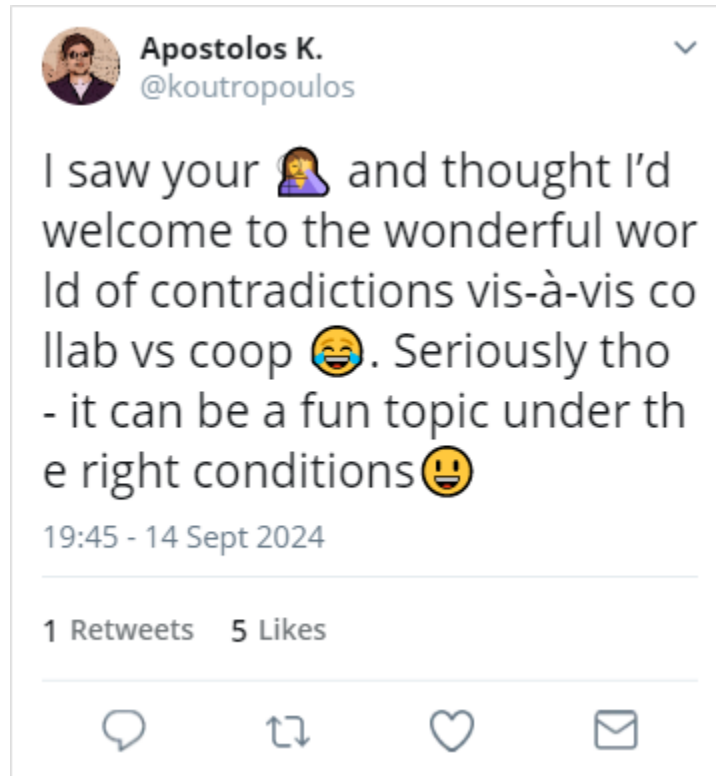 Apostolos K.
@koutropoulos
I saw your 🤦‍♀️ and thought I’d
welcome to the wonderful wor
ld of contradictions vis-à-vis co
llab vs coop 😂. Seriously tho
- it can be a fun topic under th
e right conditions😃
19:45 - 14 Sept 2024
1 Retweets 5 Likes